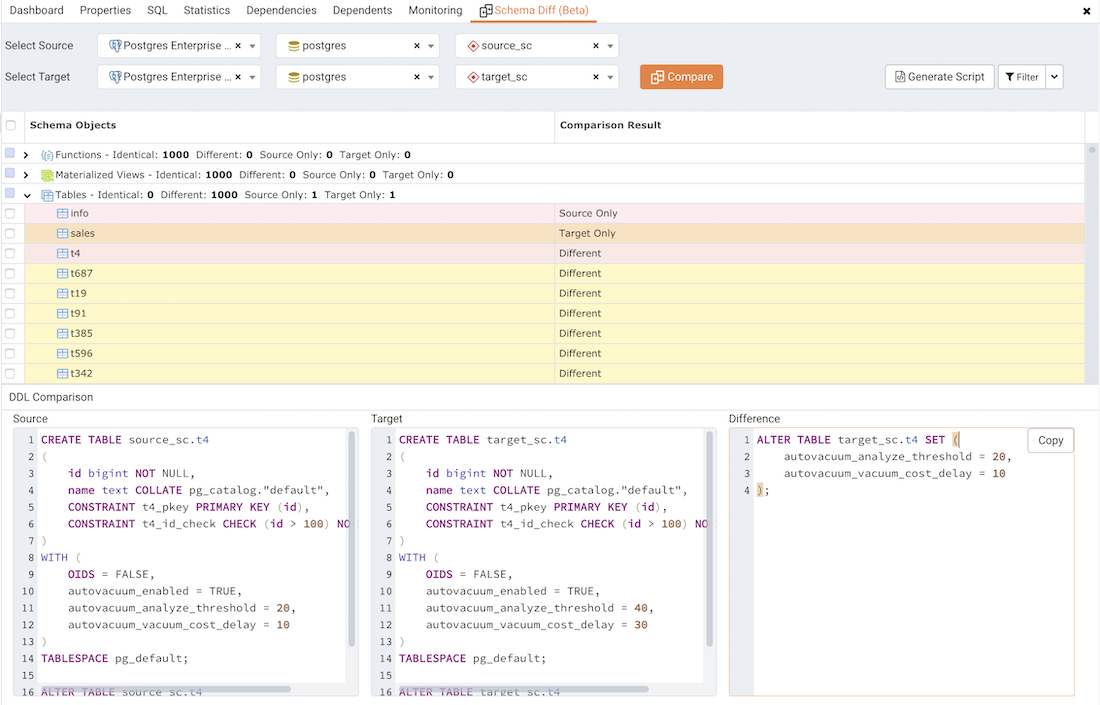 Dashboard Properties SQL Statistics Dependencies Dependents Monitoring Schema Diff (Beta)
Select Source Postgres Enterprise ... postgres source_sc
Select Target Postgres Enterprise ... postgres target_sc Compare Generate Script Filter
Schema Objects Comparison Result
Functions - Identical: 1000 Different: 0 Source Only: 0 Target Only: 0
Materialized Views - Identical: 1000 Different: 0 Source Only: 0 Target Only: 0
Tables - Identical: 0 Different: 1000 Source Only: 1 Target Only: 1
info Source Only
sales Target Only
t4 Different
t687 Different
t19 Different
t91 Different
t385 Different
t596 Different
t342 Different
DDL Comparison
Source
1 CREATE TABLE source_sc.t4
2 (
3 id bigint NOT NULL,
4 name text COLLATE pg_catalog."default",
5 CONSTRAINT t4_pkey PRIMARY KEY (id),
6 CONSTRAINT t4_id_check CHECK (id > 100) NO
7 )
8 WITH (
9 OIDS = FALSE,
10 autovacuum_enabled = TRUE,
11 autovacuum_analyze_threshold = 20,
12 autovacuum_vacuum_cost_delay = 10
13 )
14 TABLESPACE pg_default;
15
16 ALTER TABLE source_sc.t4
Target
1 CREATE TABLE target_sc.t4
2 (
3 id bigint NOT NULL,
4 name text COLLATE pg_catalog."default",
5 CONSTRAINT t4_pkey PRIMARY KEY (id),
6 CONSTRAINT t4_id_check CHECK (id > 100) NO
7 )
8 WITH (
9 OIDS = FALSE,
10 autovacuum_enabled = TRUE,
11 autovacuum_analyze_threshold = 40,
12 autovacuum_vacuum_cost_delay = 30
13 )
14 TABLESPACE pg_default;
15
16 ALTER TABLE target_sc.t4
Difference
Copy
1 ALTER TABLE target_sc.t4 SET (
2 autovacuum_analyze_threshold = 20,
3 autovacuum_vacuum_cost_delay = 10
4 );